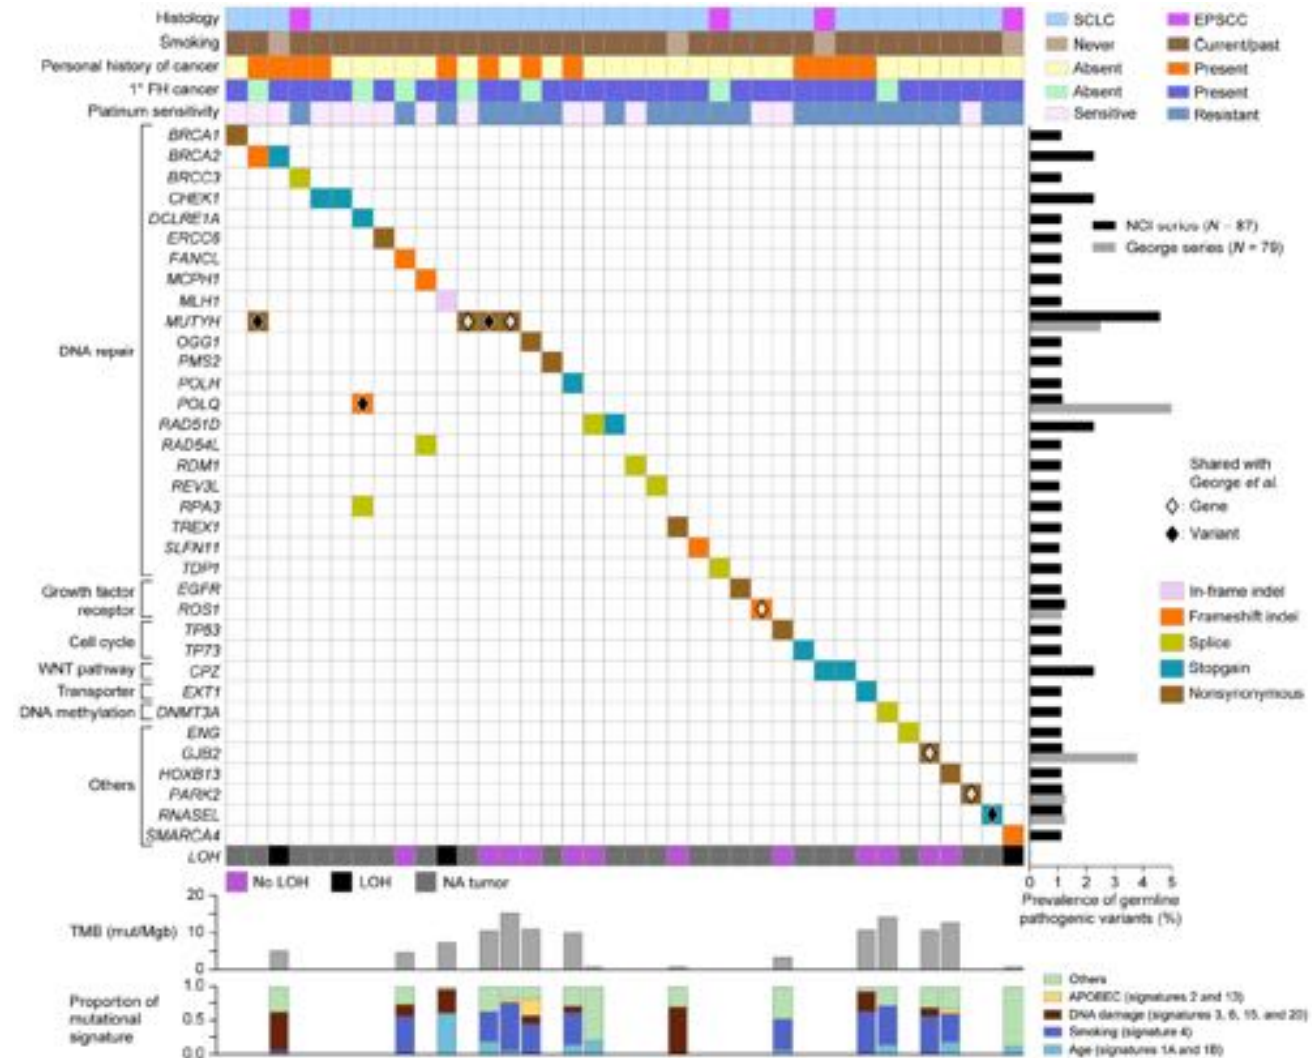 Histology
SCLC
EPSCC
Smoking
Never
Current/past
Personal history of cancer
Absent
Present
1° FH cancer
Absent
Present
Platinum sensitivity
Sensitive
Resistant
BRCA1
BRCA2
BRCC3
CHEK1
DCLRE1A
NCI series (N = 87)
George series (N = 79)
ERCC6
FANCL
MCPH1
MLH1
MUTYH
OGG1
DNA repair
PMS2
POLH
POLQ
RAD51D
RAD54L
RDM1
REV3L
RPA3
TREX1
SLFN11
TDP1
Shared with
George et al.
Gene
Variant
Growth factor
receptor
EGFR
ROS1
Cell cycle
TP53
TP73
WNT pathway
CPZ
Transporter
EXT1
DNA methylation
DNMT3A
In-frame indel
Frameshift indel
Splice
Stopgain
Nonsynonymous
ENG
GJB2
Others
HOXB13
PARK2
RNASEL
SMARCA4
LOH
No LOH
LOH
NA tumor
0 1 2 3 4 5
Prevalence of germline
pathogenic variants (%)
TMB (mut/Mgb)
20
10
0
Proportion of
mutational
signature
1.0
0.5
0.0
Others
APOBEC (signatures 2 and 13)
DNA damage (signatures 3, 6, 15, and 20)
Smoking (signature 4)
Age (signatures 1A and 1B)